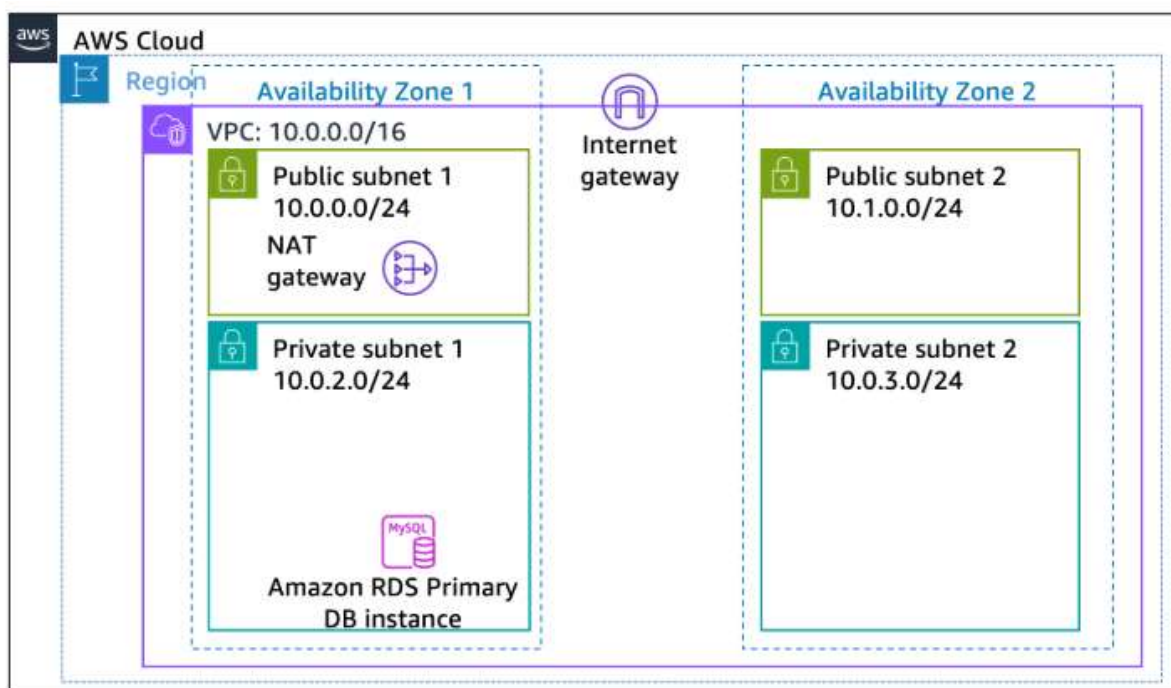 aws
AWS Cloud
Region
Availability Zone 1
Availability Zone 2
VPC: 10.0.0.0/16
Internet
gateway
Public subnet 1
10.0.0.0/24
NAT
gateway
Public subnet 2
10.1.0.0/24
Private subnet 1
10.0.2.0/24
Private subnet 2
10.0.3.0/24
MySQL
Amazon RDS Primary
DB instance